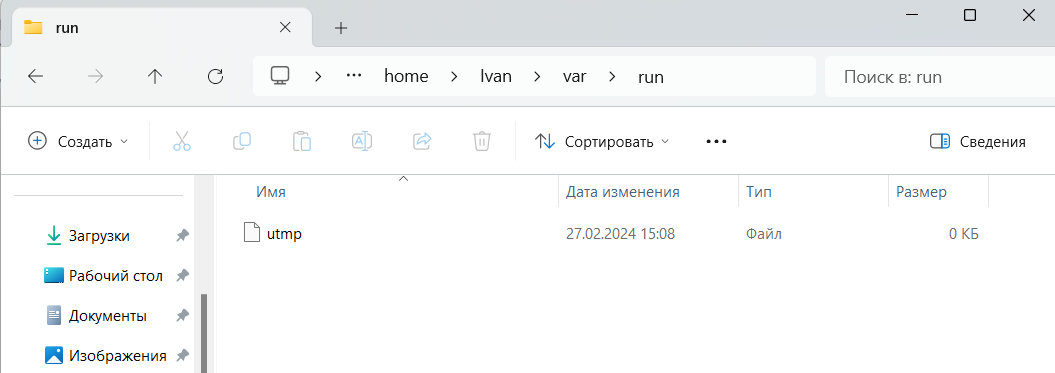 run
··· home Ivan var run
Поиск в: run
Создать
Сортировать
···
Сведения
Имя Дата изменения Тип Размер
utmp 27.02.2024 15:08 Файл 0 КБ
Загрузки
Рабочий стол
Документы
Изображения